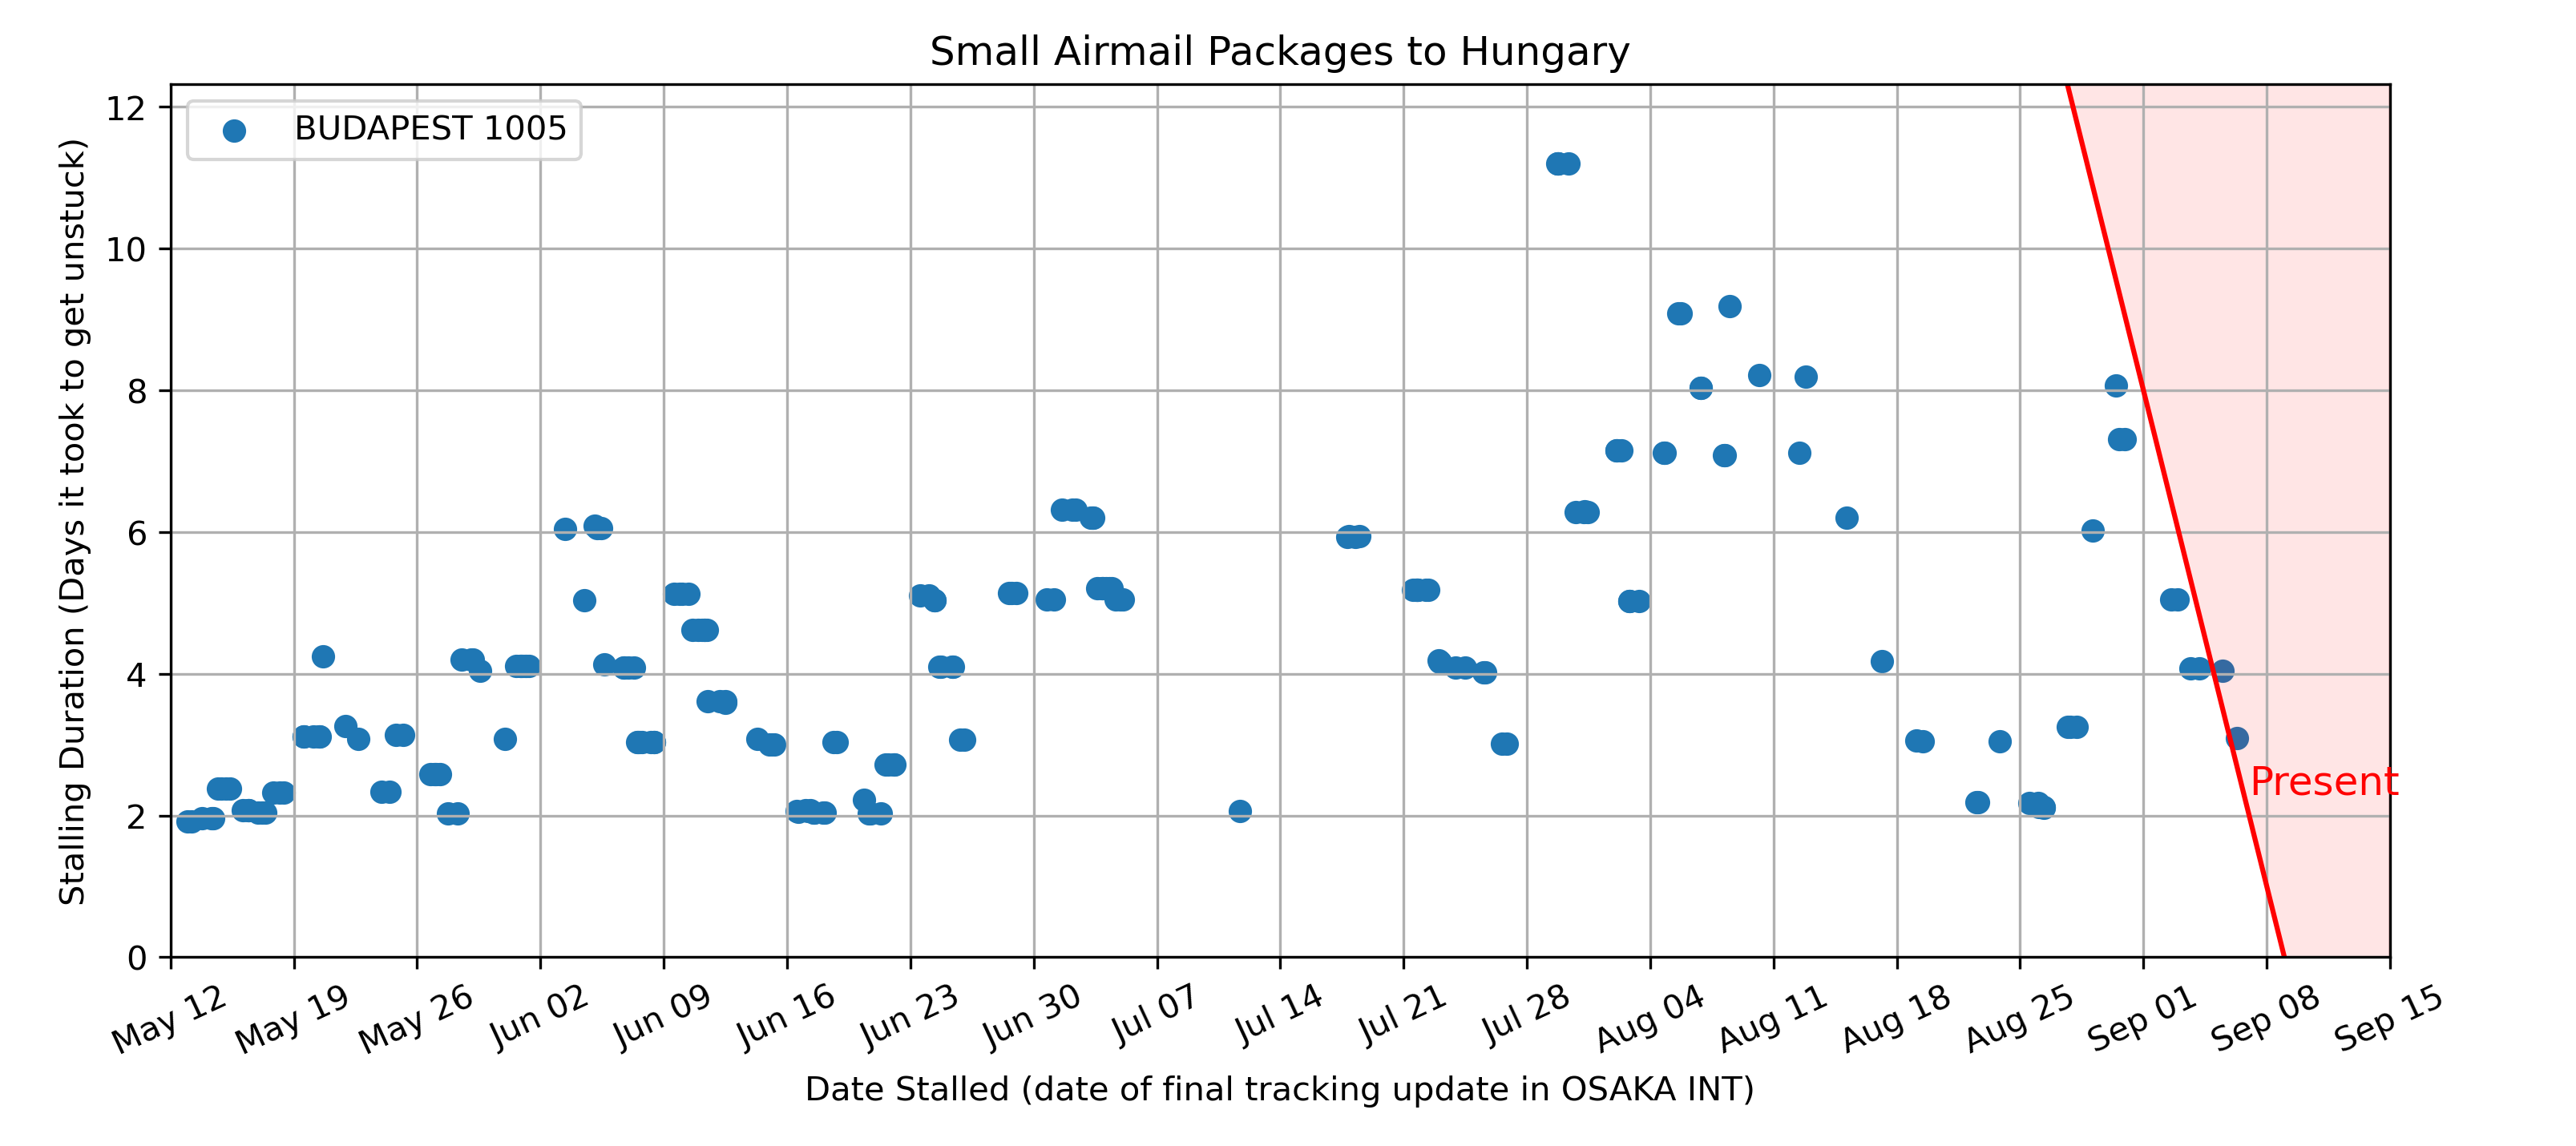 Small Airmail Packages to Hungary
BUDAPEST 1005
Stalling Duration (Days it took to get unstuck)
12
10
8
6
4
2
0
Present
May 12
May 19
May 26
Jun 02
Jun 09
Jun 16
Jun 23
Jun 30
Jul 07
Jul 14
Jul 21
Jul 28
Aug 04
Aug 11
Aug 18
Aug 25
Sep 01
Sep 08
Sep 15
Date Stalled (date of final tracking update in OSAKA INT)